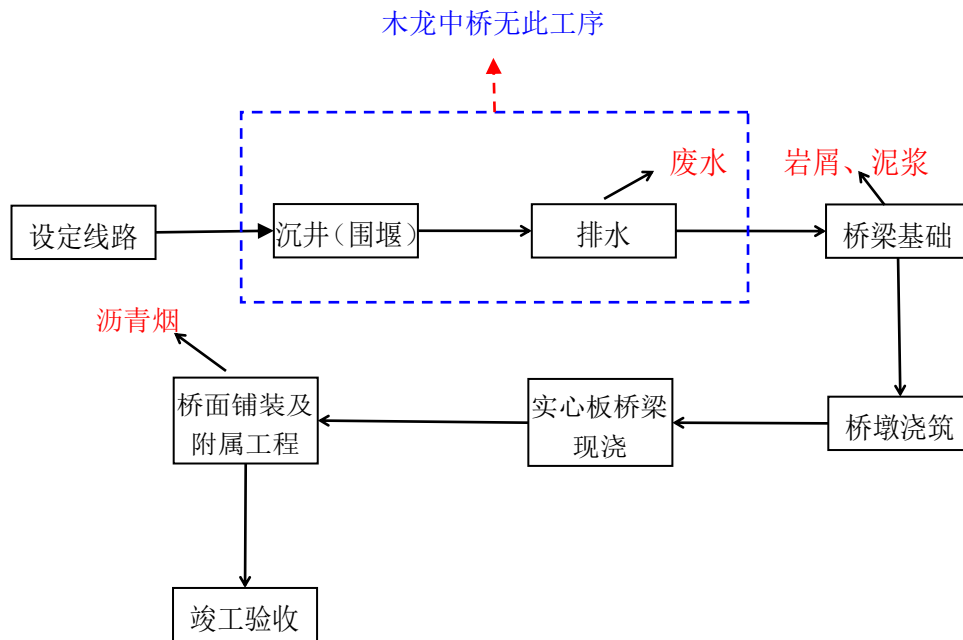 木龙中桥无此工序
废水
岩屑、泥浆
设定线路
沉井（围堰）
排水
桥梁基础
沥青烟
桥面铺装及
附属工程
实心板桥梁
现浇
桥墩浇筑
竣工验收